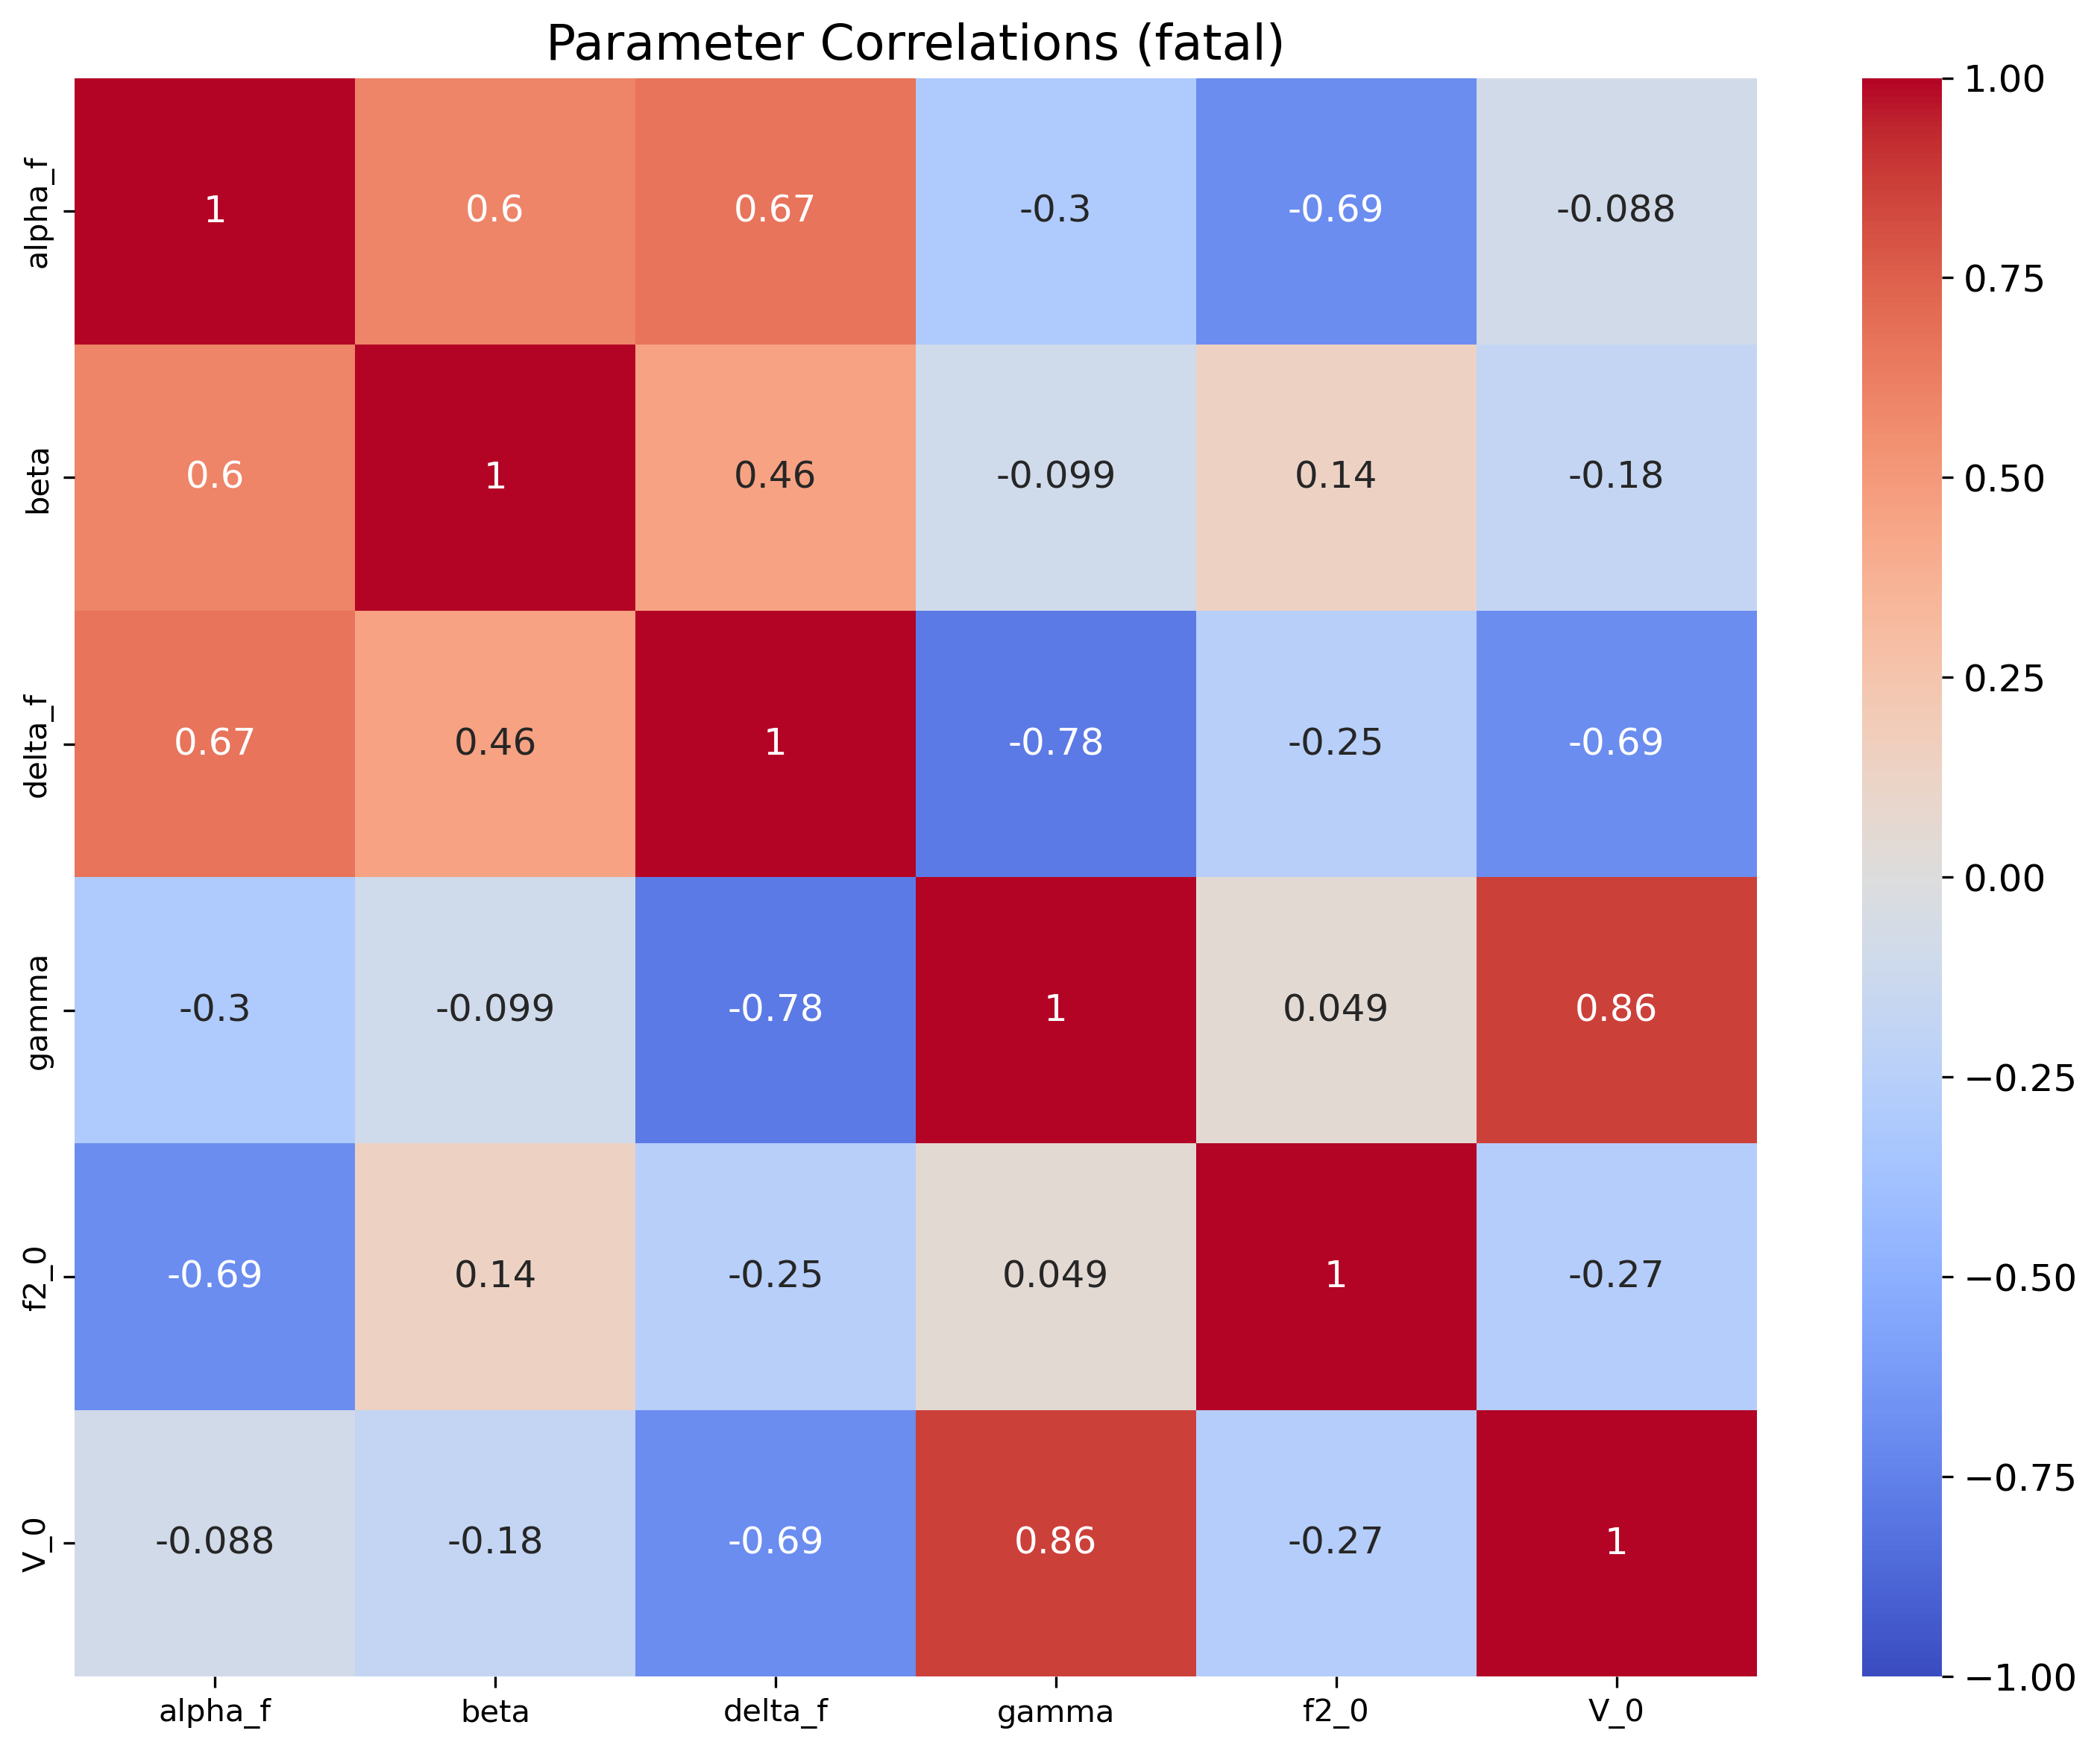 Parameter Correlations (fatal)
alpha_f 1 0.6 0.67 -0.3 -0.69 -0.088
beta 0.6 1 0.46 -0.099 0.14 -0.18
delta_f 0.67 0.46 1 -0.78 -0.25 -0.69
gamma -0.3 -0.099 -0.78 1 0.049 0.86
f2_0 -0.69 0.14 -0.25 0.049 1 -0.27
V_0 -0.088 -0.18 -0.69 0.86 -0.27 1
alpha_f beta delta_f gamma f2_0 V_0
1.00
0.75
0.50
0.25
0.00
−0.25
−0.50
−0.75
−1.00